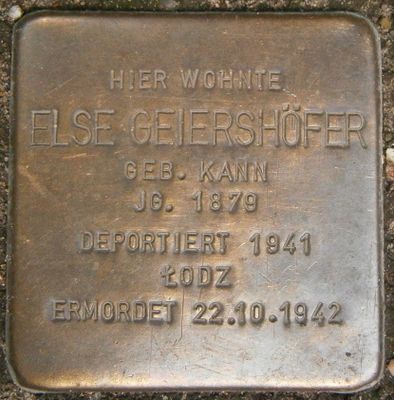 HIER WOHNTE
ELSE GEIERSHÖFER
GEB. KANN
JG. 1879
DEPORTIERT 1941
ŁODZ
ERMORDET 22.10.1942